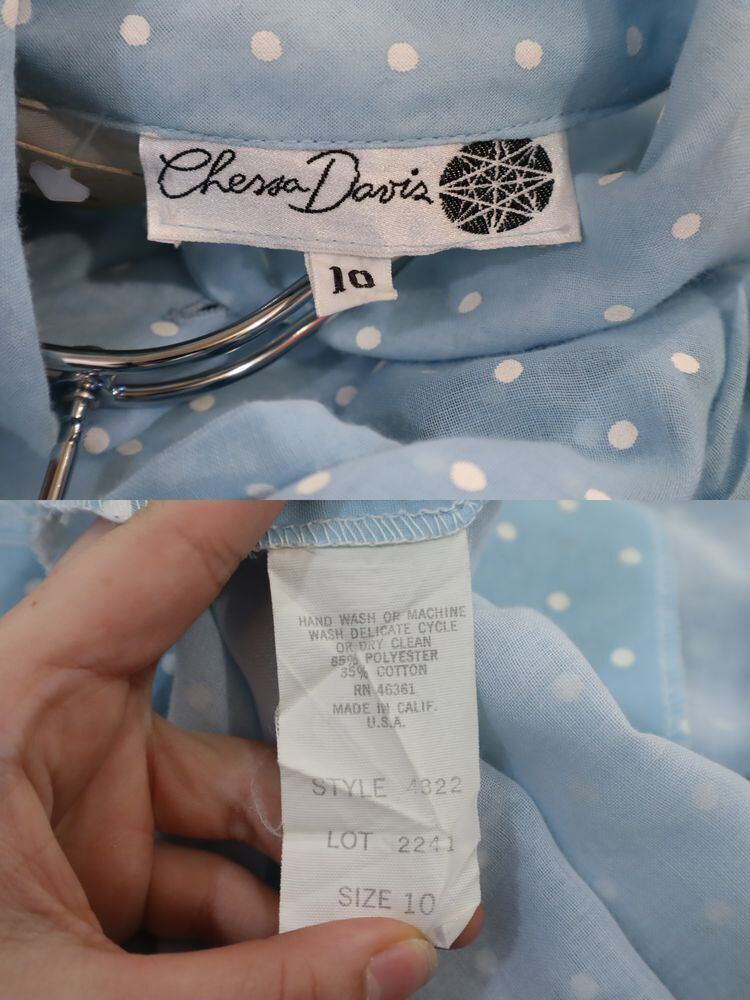 Chessa Davis
10
HAND WASH OR MACHINE
WASH DELICATE CYCLE
OR DRY CLEAN
65% POLYESTER
35% COTTON
RN 46361
MADE IN CALIF.
U.S.A.
STYLE 4322
LOT 2241
SIZE 10